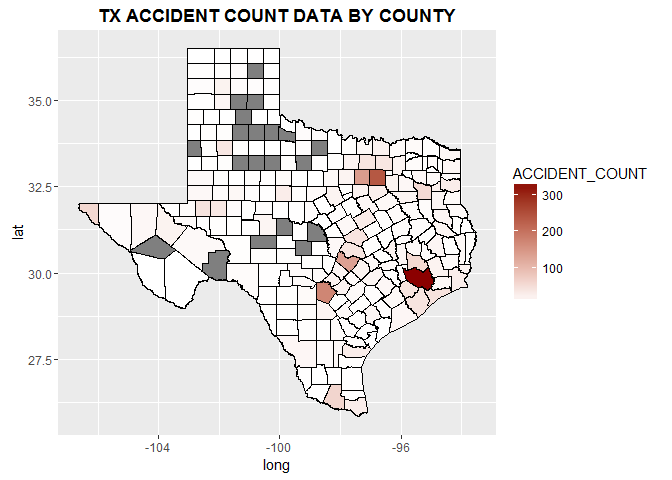 TX ACCIDENT COUNT DATA BY COUNTY
35.0
32.5
30.0
27.5
lat
-104
-100
-96
long
ACCIDENT_COUNT
300
200
100